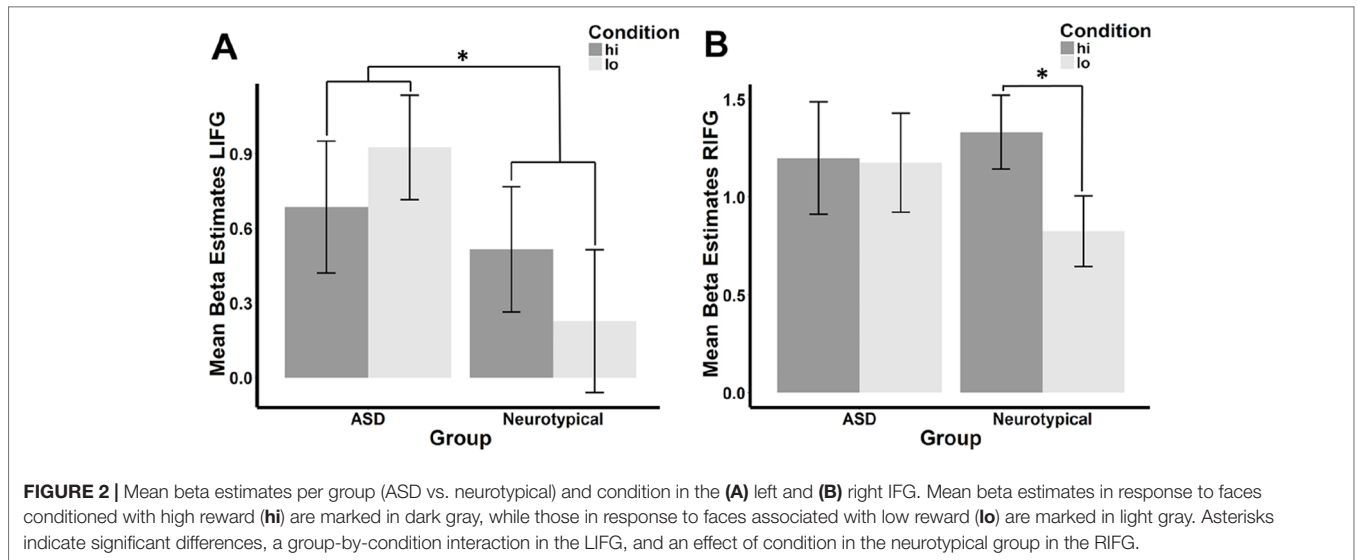 A
Condition
hi
lo
*
Mean Beta Estimates LIFG
0.9
0.6
0.3
0.0
ASD
Neurotypical
Group
B
Condition
hi
lo
*
Mean Beta Estimates RIFG
1.5
1.0
0.5
0.0
ASD
Neurotypical
Group
FIGURE 2 | Mean beta estimates per group (ASD vs. neurotypical) and condition in the (A) left and (B) right IFG. Mean beta estimates in response to faces
conditioned with high reward (hi) are marked in dark gray, while those in response to faces associated with low reward (lo) are marked in light gray. Asterisks
indicate significant differences, a group-by-condition interaction in the LIFG, and an effect of condition in the neurotypical group in the RIFG.